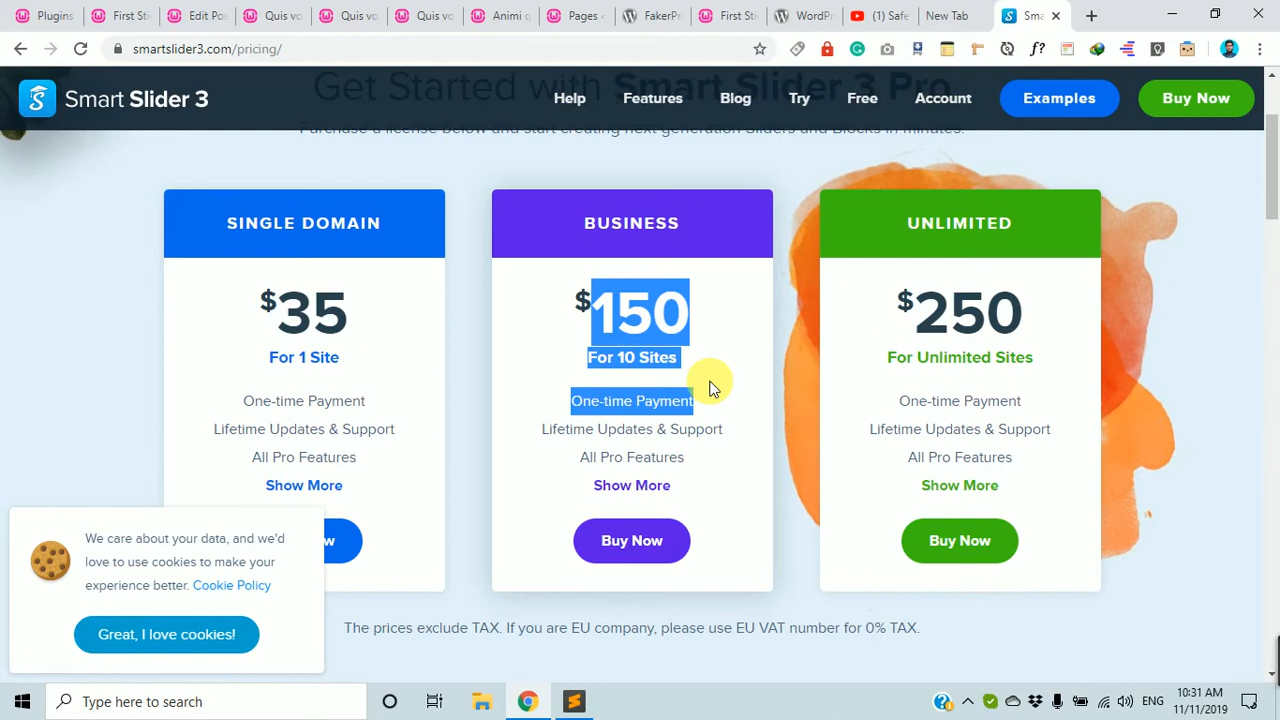 Plugins
First Sti
Edit Pos
Quis vo
Quis vo
Quis vo
Animi q
Pages
FakerPr
First Sti
WordPr
(1) Safe
New Tab
Sma
smartslider3.com/pricing/
Smart Slider 3
Help
Features
Blog
Try
Free
Account
Examples
Buy Now
Get Started with Smart Slider 3 Pro
Purchase a license below and start creating next generation Sliders and Blocks in minutes.
SINGLE DOMAIN
$35
For 1 Site
One-time Payment
Lifetime Updates & Support
All Pro Features
Show More
w
BUSINESS
$150
For 10 Sites
One-time Payment
Lifetime Updates & Support
All Pro Features
Show More
Buy Now
UNLIMITED
$250
For Unlimited Sites
One-time Payment
Lifetime Updates & Support
All Pro Features
Show More
Buy Now
We care about your data, and we'd
love to use cookies to make your
experience better. Cookie Policy
Great, I love cookies!
The prices exclude TAX. If you are EU company, please use EU VAT number for 0% TAX.
Type here to search
ENG
10:31 AM
11/11/2019